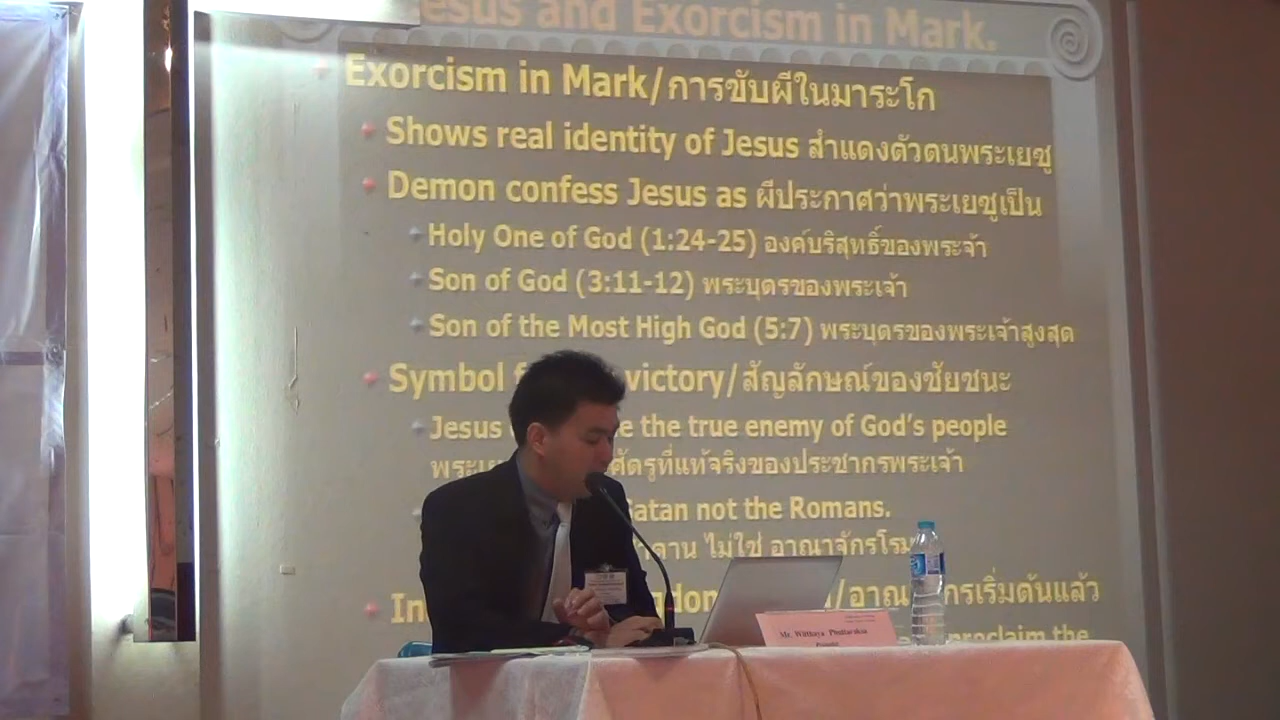 Jesus and Exorcism in Mark.
Exorcism in Mark/การขับผีในมาระโก
Shows real identity of Jesus สำแดงตัวตนพระเยซู
Demon confess Jesus as ผีประกาศว่าพระเยซูเป็น
Holy One of God (1:24-25) องค์บริสุทธิ์ของพระจ้า
Son of God (3:11-12) พระบุตรของพระเจ้า
Son of the Most High God (5:7) พระบุตรของพระเจ้าสูงสุด
Symbol victory/สัญลักษณ์ของชัยชนะ
Jesus the true enemy of God's people
ศัตรูที่แท้จริงของประชากรพระเจ้า
Satan not the Romans.
ไม่ใช่ อาณาจักรโรม
In
proclaim the
Mr. Witthaya Phuttaraksa